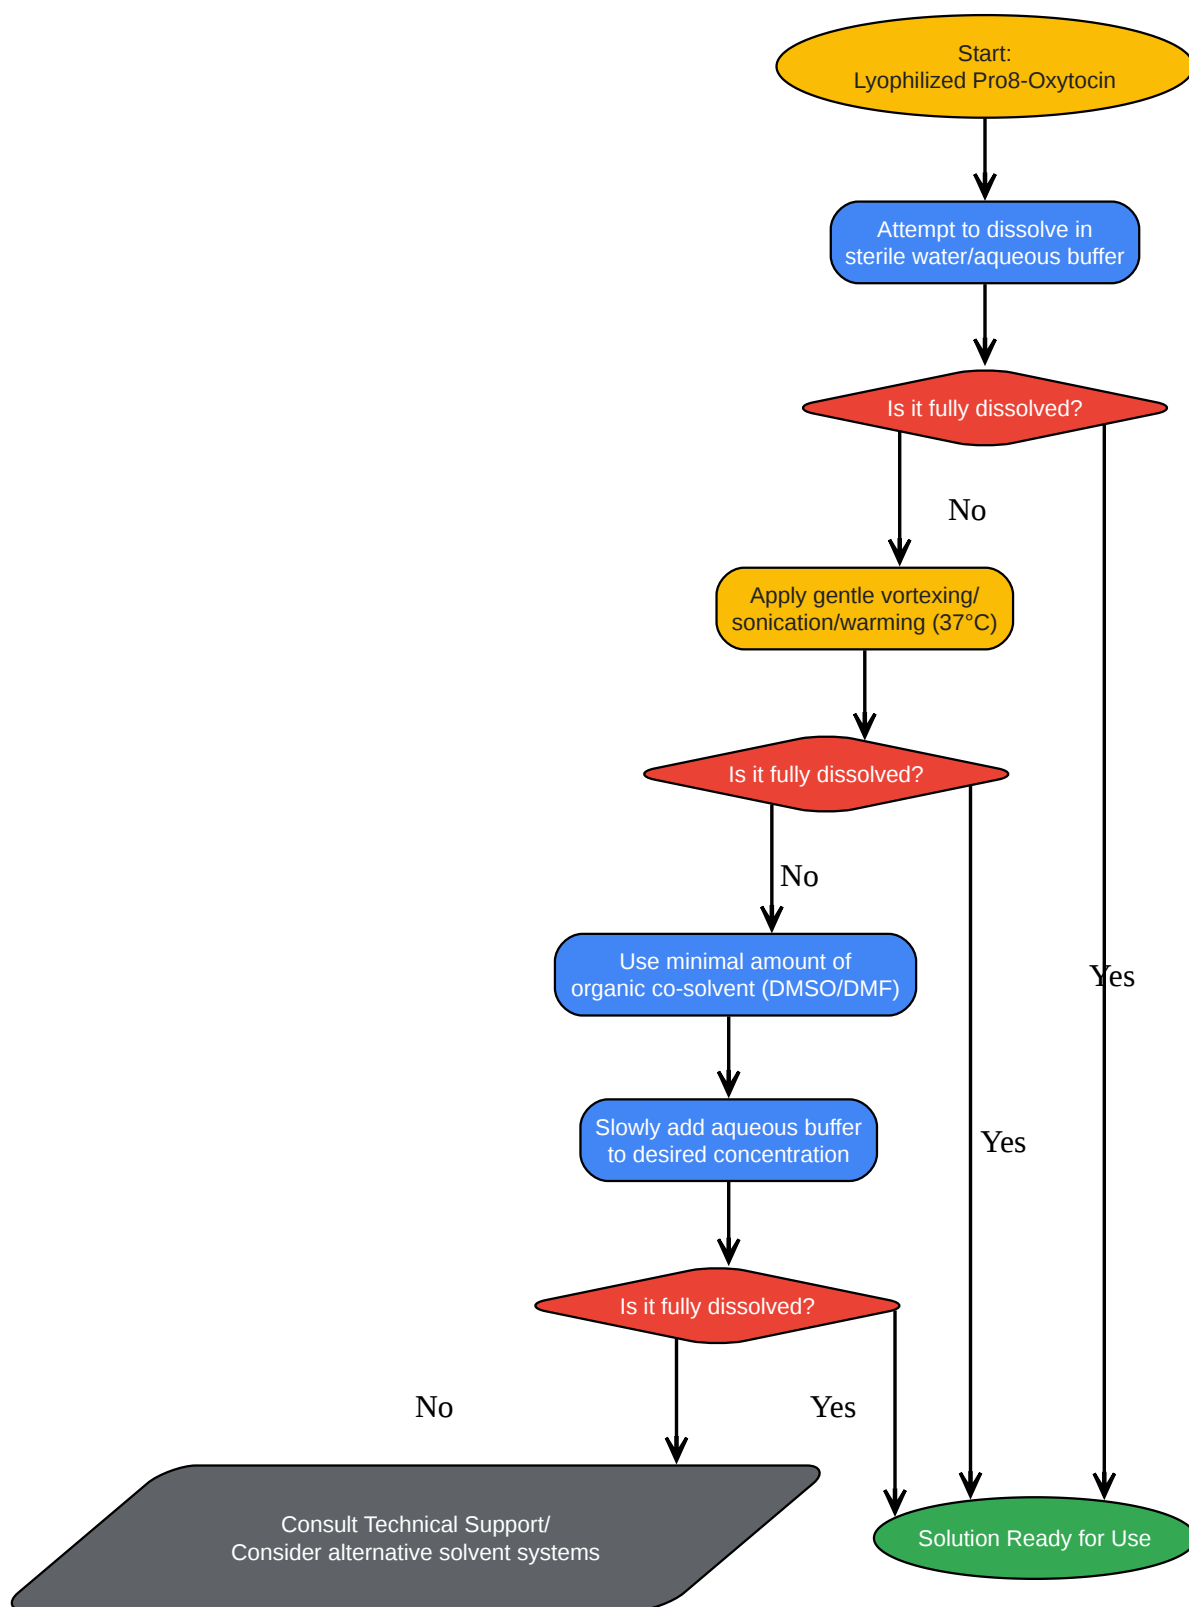 Start:
Lyophilized Pro8-Oxytocin
Attempt to dissolve in
sterile water/aqueous buffer
Is it fully dissolved?
No
Apply gentle vortexing/
sonication/warming (37°C)
Is it fully dissolved?
No
Use minimal amount of
organic co-solvent (DMSO/DMF)
Yes
Slowly add aqueous buffer
to desired concentration
Yes
Is it fully dissolved?
No
Yes
Consult Technical Support/
Consider alternative solvent systems
Solution Ready for Use